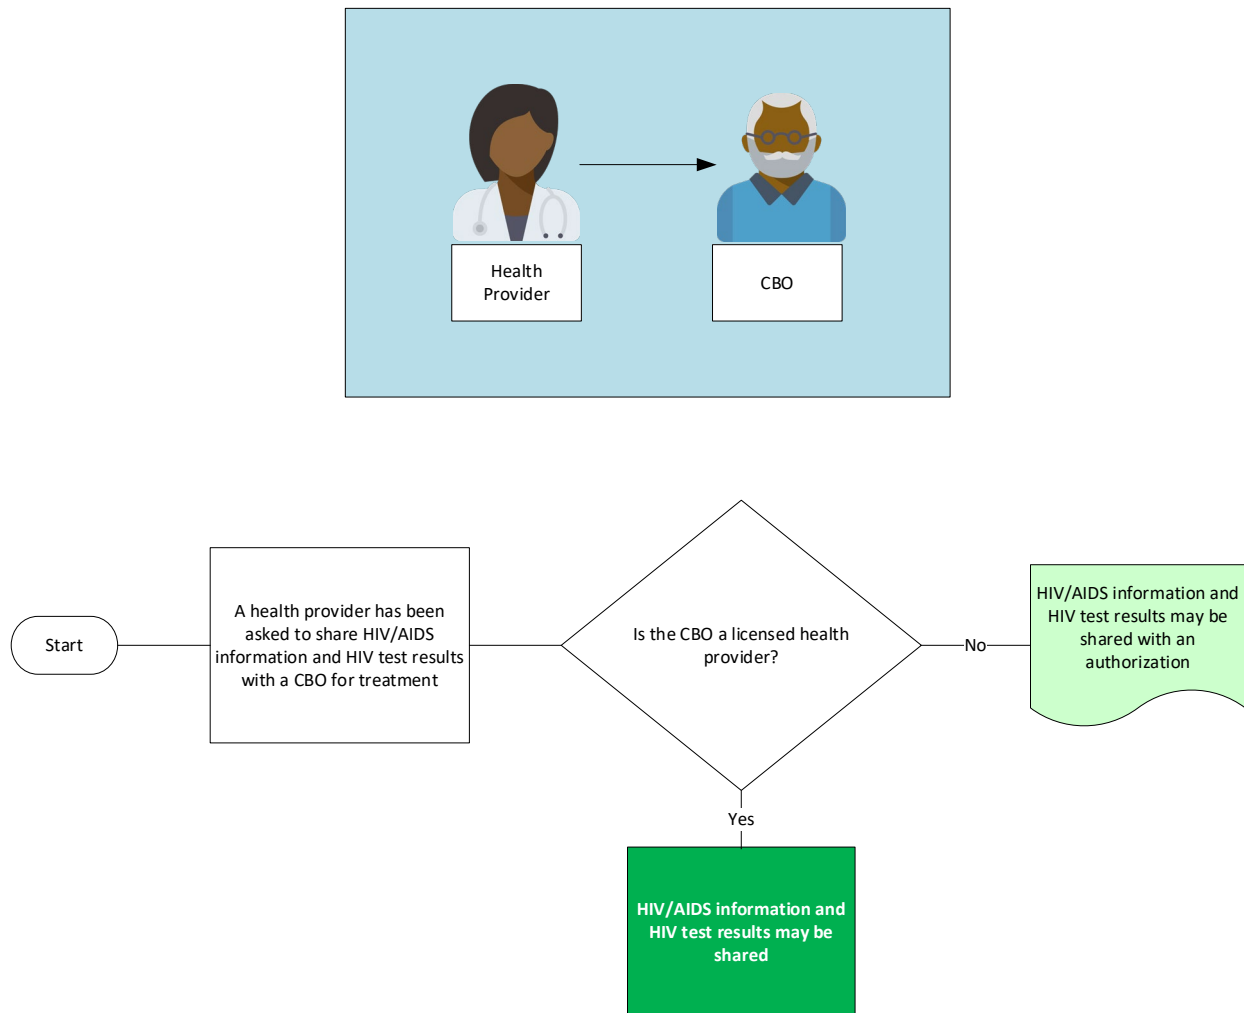 Health
Provider
CBO
Start
A health provider has been
asked to share HIV/AIDS
information and HIV test results
with a CBO for treatment
Is the CBO a licensed health
provider?
No
HIV/AIDS information and
HIV test results may be
shared with an
authorization
Yes
HIV/AIDS information and
HIV test results may be
shared